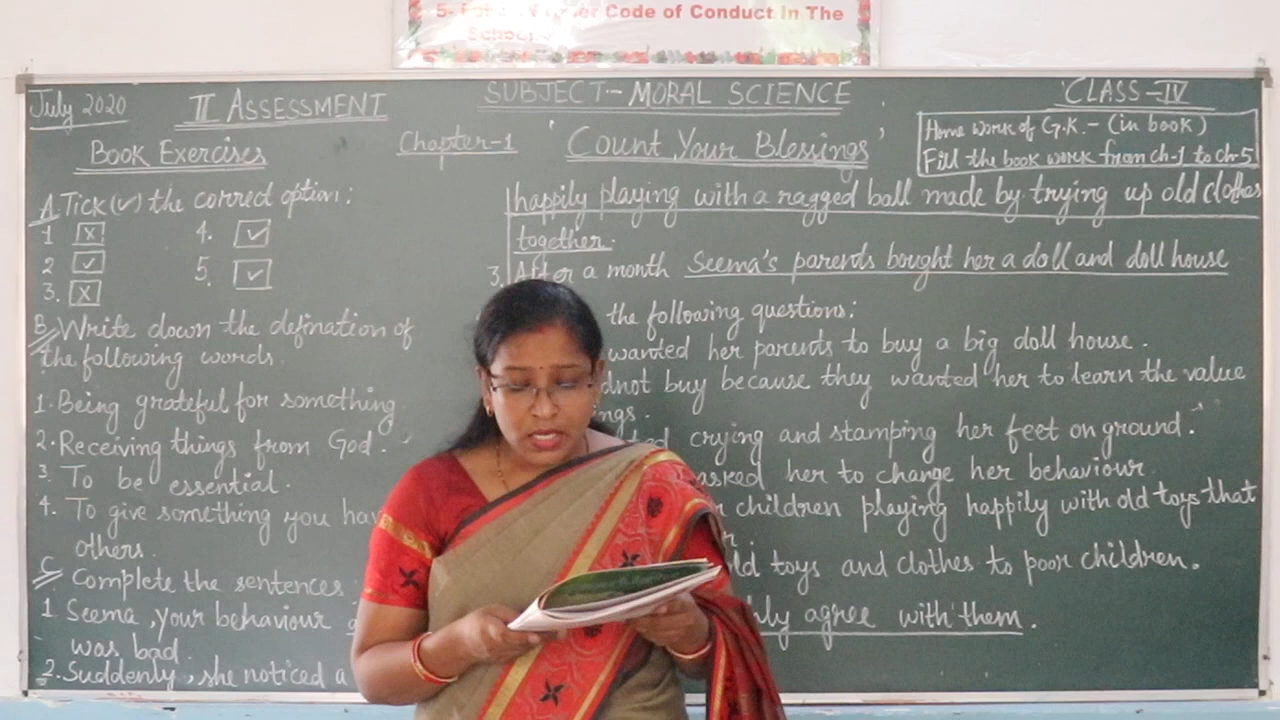 5- Code of Conduct In The
School
July 2020
II ASSESSMENT
SUBJECT- MORAL SCIENCE
CLASS-IV
Book Exercises
Chapter-1
' Count Your Blessings '
Home work of G.K. - (in book)
Fill the book work from ch-1 to ch-5
A Tick (✓) the correct option:
1 ☒ 4. ☑
2 ☑ 5. ☑
3. ☒
B. Write down the defination of
the following words.
1. Being grateful for something.
2. Receiving things from God.
3. To be essential.
4. To give something you hav
others.
C. Complete the sentences
1. Seema, your behaviour
was bad
2. Suddenly, she noticed a
happily playing with a ragged ball made by trying up old clothes
together.
3. After a month Seema's parents bought her a doll and doll house
the following questions:
wanted her parents to buy a big doll house.
dnot buy because they wanted her to learn the value
ngs.
ed crying and stamping her feet on ground.
asked her to change her behaviour
children playing happily with old toys that
r.
ld toys and clothes to poor children.
hly agree with them.